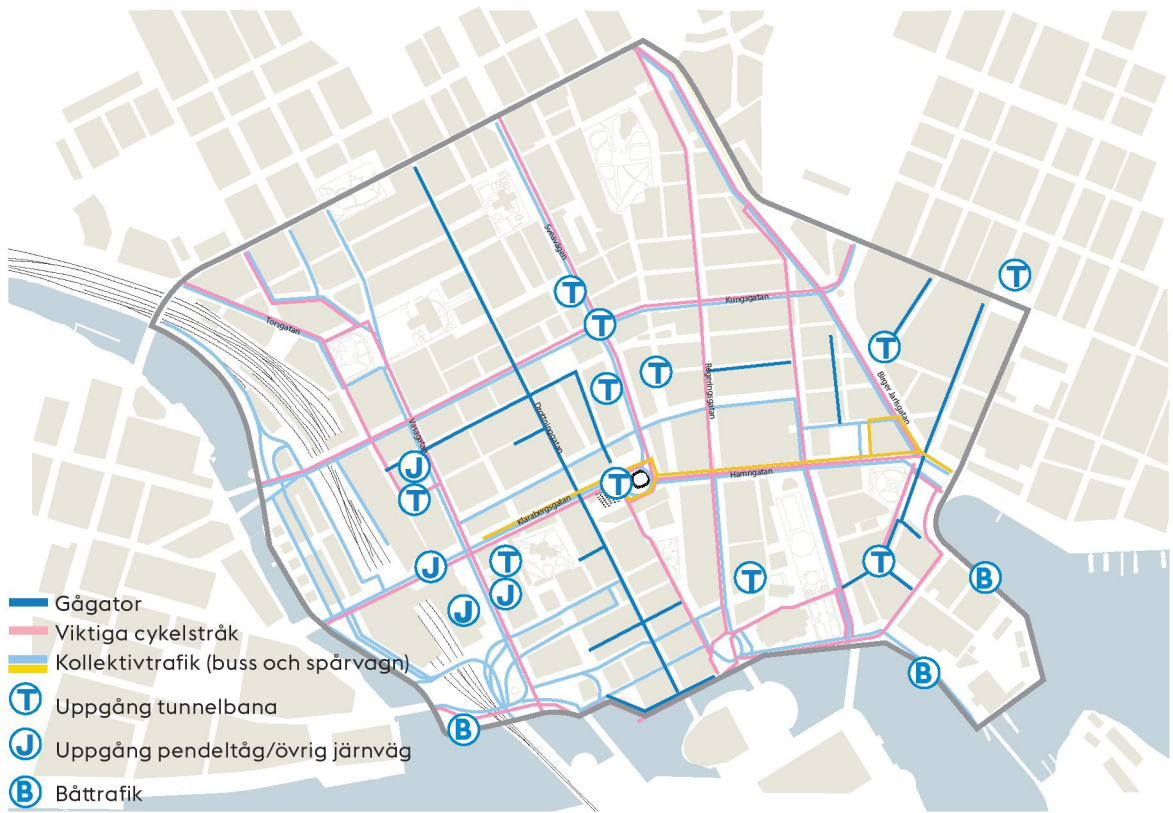 Sveavägen
Kungsgatan
Torsgatan
Regeringsgatan
Birger Jarlsgatan
Vasagatan
Drottninggatan
Hamngatan
Klarabergsgatan
T
T
T
T
T
T
J
T
T
J
T
J
J
T
T
B
B
B
Gågator
Viktiga cykelstråk
Kollektivtrafik (buss och spårvagn)
T Uppgång tunnelbana
J Uppgång pendeltåg/övrig järnväg
B Båttrafik